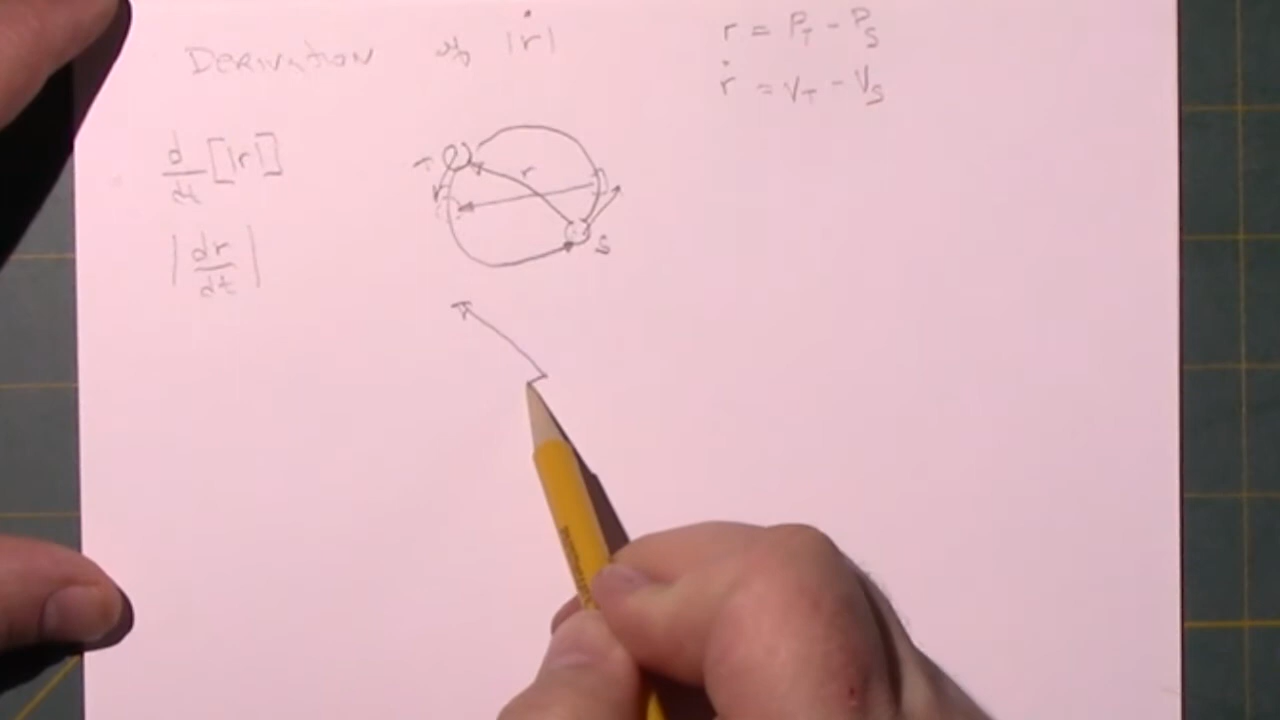 Derivation of |ṙ|
r = P_T - P_S
ṙ = V_T - V_S
d/dt [|r|]
|dr/dt|
T
r
S